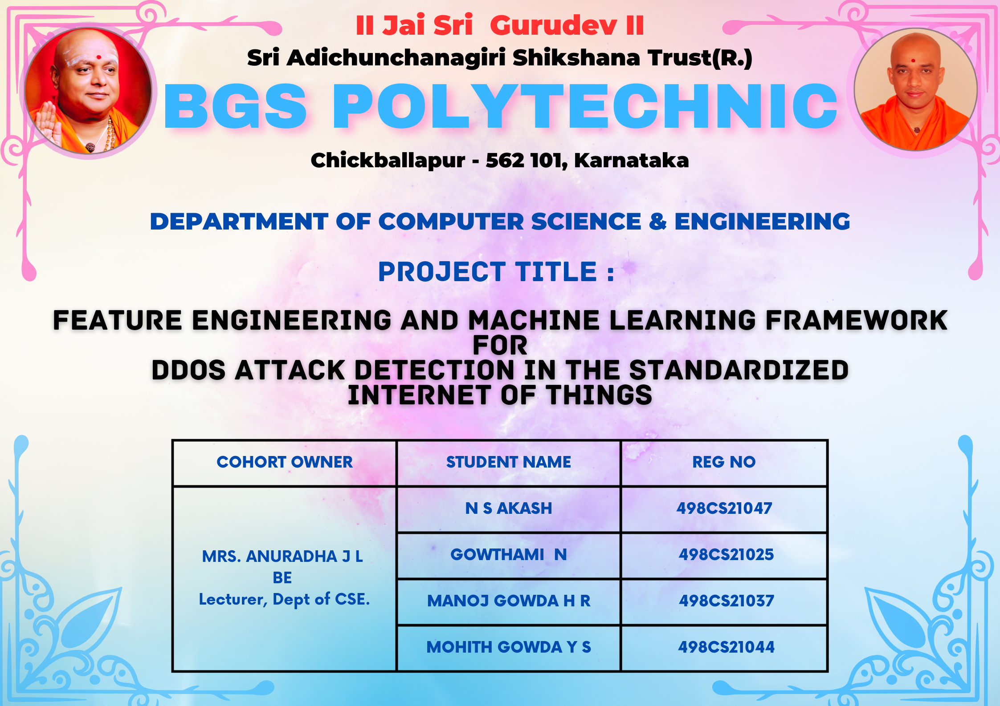 II Jai Sri Gurudev II
Sri Adichunchanagiri Shikshana Trust(R.)
BGS POLYTECHNIC
Chickballapur - 562 101, Karnataka
DEPARTMENT OF COMPUTER SCIENCE & ENGINEERING
PROJECT TITLE :
FEATURE ENGINEERING AND MACHINE LEARNING FRAMEWORK
FOR
DDOS ATTACK DETECTION IN THE STANDARDIZED
INTERNET OF THINGS
COHORT OWNER STUDENT NAME REG NO
MRS. ANURADHA J L
BE
Lecturer, Dept of CSE.
N S AKASH 498CS21047
GOWTHAMI N 498CS21025
MANOJ GOWDA H R 498CS21037
MOHITH GOWDA Y S 498CS21044